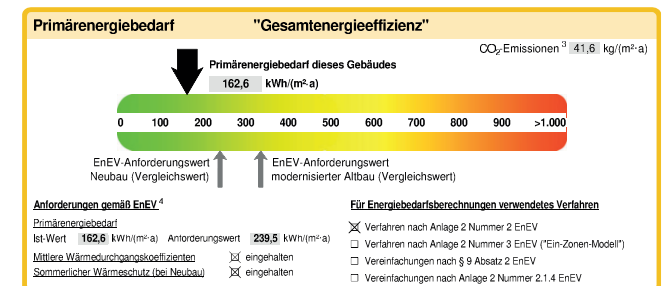 Primärenergiebedarf "Gesamtenergieeffizienz"
CO₂-Emissionen ³ 41,6 kg/(m²·a)
Primärenergiebedarf dieses Gebäudes
162,6 kWh/(m²·a)
0 100 200 300 400 500 600 700 800 900 >1.000
EnEV-Anforderungswert
Neubau (Vergleichswert)
EnEV-Anforderungswert
modernisierter Altbau (Vergleichswert)
Anforderungen gemäß EnEV ⁴
Primärenergiebedarf
Ist-Wert 162,6 kWh/(m²·a) Anforderungswert 239,5 kWh/(m²·a)
Mittlere Wärmedurchgangskoeffizienten ☒ eingehalten
Sommerlicher Wärmeschutz (bei Neubau) ☒ eingehalten
Für Energiebedarfsberechnungen verwendetes Verfahren
☒ Verfahren nach Anlage 2 Nummer 2 EnEV
☐ Verfahren nach Anlage 2 Nummer 3 EnEV ("Ein-Zonen-Modell")
☐ Vereinfachungen nach § 9 Absatz 2 EnEV
☐ Vereinfachungen nach Anlage 2 Nummer 2.1.4 EnEV